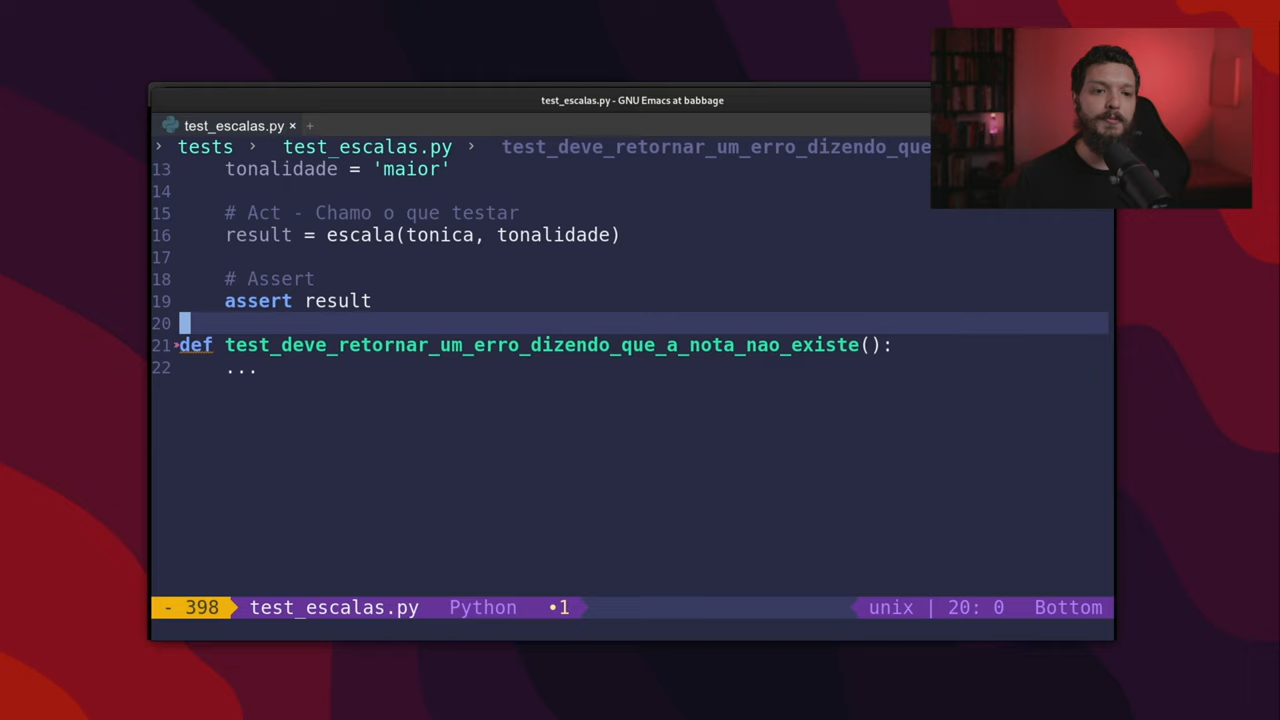 test_escalas.py - GNU Emacs at babbage
test_escalas.py × +
› tests › test_escalas.py › test_deve_retornar_um_erro_dizendo_que
13 tonalidade = 'maior'
14
15 # Act - Chamo o que testar
16 result = escala(tonica, tonalidade)
17
18 # Assert
19 assert result
20
21 def test_deve_retornar_um_erro_dizendo_que_a_nota_nao_existe():
22 ...
- 398 test_escalas.py Python •1 unix | 20: 0 Bottom